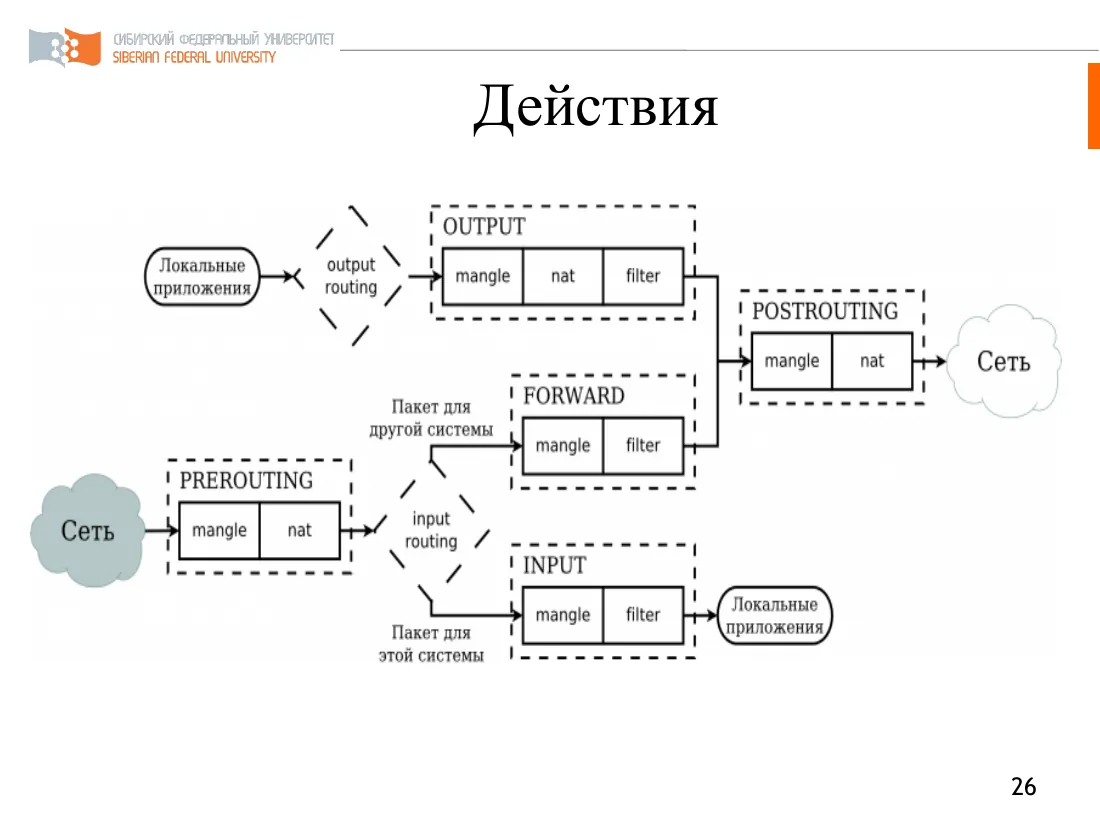 СИБИРСКИЙ ФЕДЕРАЛЬНЫЙ УНИВЕРСИТЕТ
SIBERIAN FEDERAL UNIVERSITY
Действия
Локальные
приложения
output
routing
OUTPUT
mangle
nat
filter
POSTROUTING
mangle
nat
Сеть
Пакет для
другой системы
FORWARD
mangle
filter
Сеть
PREROUTING
mangle
nat
input
routing
Пакет для
этой системы
INPUT
mangle
filter
Локальные
приложения
26